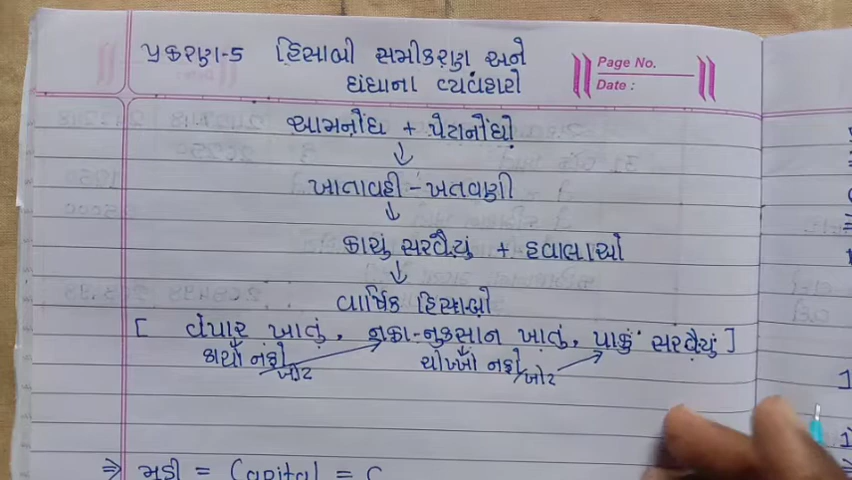 પ્રકરણ-5 હિસાબી સમીકરણ અને
ધંધાના વ્યવહારો
Page No.
Date :
આમનોંધ + પેટાનોંધો
↓
ખાતાવહી - ખતવણી
↓
કાચું સરવૈયું + હવાલાઓ
↓
વાર્ષિક હિસાબો
[ વેપાર ખાતું, નફા-નુકસાન ખાતું, પાકું સરવૈયું ]
કાચો નફો/ખોટ ચોખ્ખો નફો/ખોટ
⇒ મૂડી = Capital = C